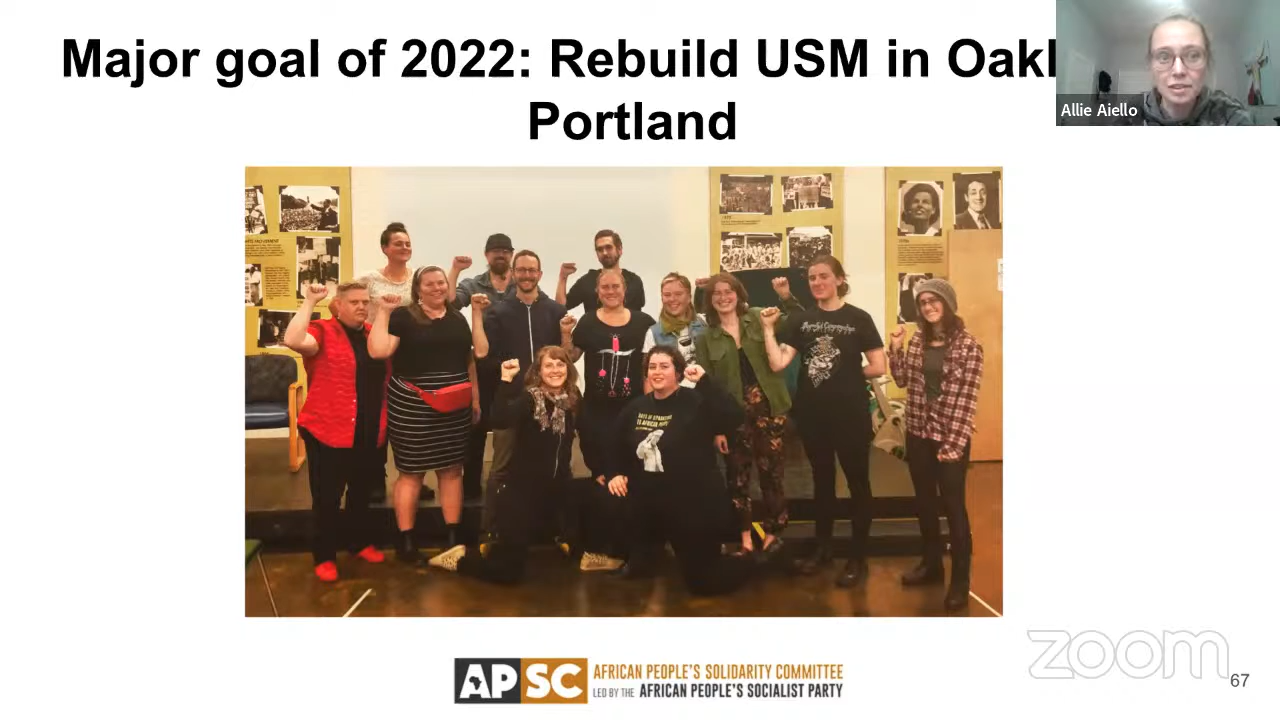 Major goal of 2022: Rebuild USM in Oakl
Portland
Allie Aiello
APSC AFRICAN PEOPLE'S SOLIDARITY COMMITTEE
LED BY THE AFRICAN PEOPLE'S SOCIALIST PARTY
zoom
67